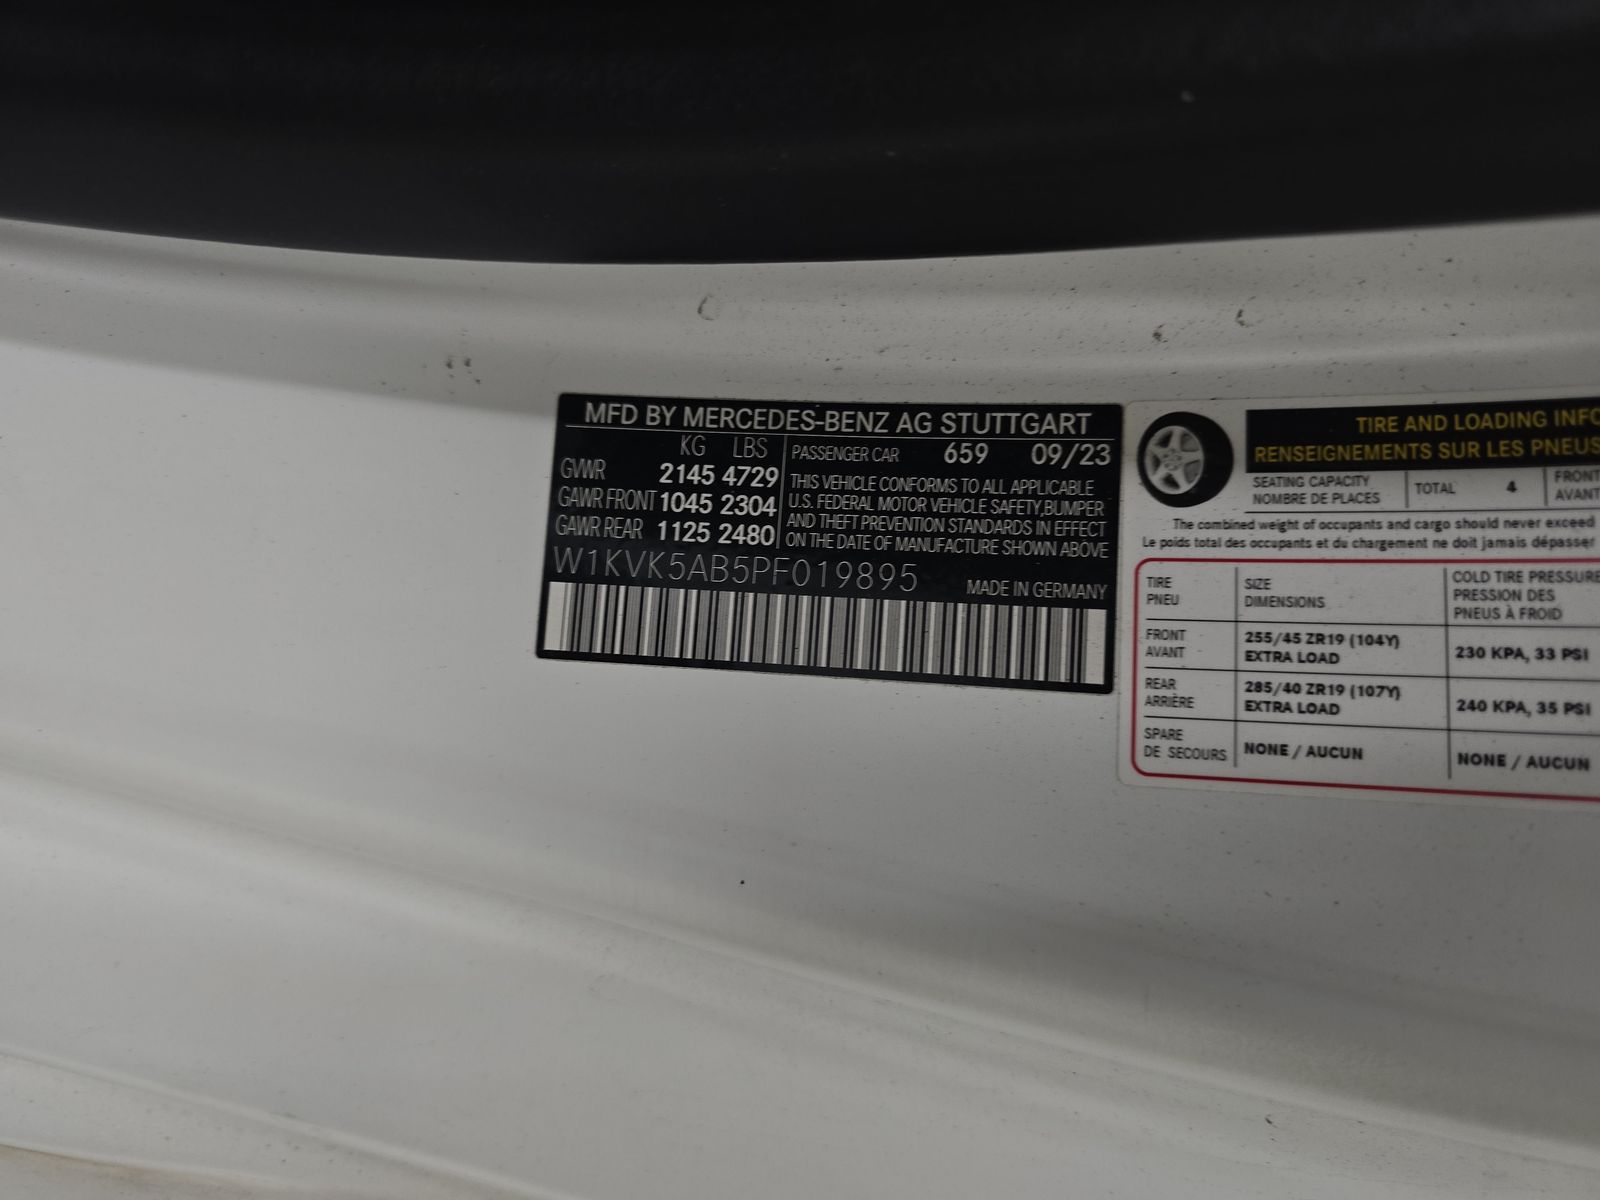 MFD BY MERCEDES-BENZ AG STUTTGART
KG LBS
GVWR 2145 4729
GAWR FRONT 1045 2304
GAWR REAR 1125 2480
PASSENGER CAR 659 09/23
THIS VEHICLE CONFORMS TO ALL APPLICABLE
U.S. FEDERAL MOTOR VEHICLE SAFETY,BUMPER
AND THEFT PREVENTION STANDARDS IN EFFECT
ON THE DATE OF MANUFACTURE SHOWN ABOVE
W1KVK5AB5PF019895
MADE IN GERMANY
TIRE AND LOADING INFO
RENSEIGNEMENTS SUR LES PNEUS
SEATING CAPACITY
NOMBRE DE PLACES
TOTAL 4
FRONT
AVANT
The combined weight of occupants and cargo should never exceed
Le poids total des occupants et du chargement ne doit jamais dépasser
TIRE
PNEU
SIZE
DIMENSIONS
COLD TIRE PRESSURE
PRESSION DES
PNEUS À FROID
FRONT
AVANT
255/45 ZR19 (104Y)
EXTRA LOAD
230 KPA, 33 PSI
REAR
ARRIÈRE
285/40 ZR19 (107Y)
EXTRA LOAD
240 KPA, 35 PSI
SPARE
DE SECOURS
NONE / AUCUN
NONE / AUCUN